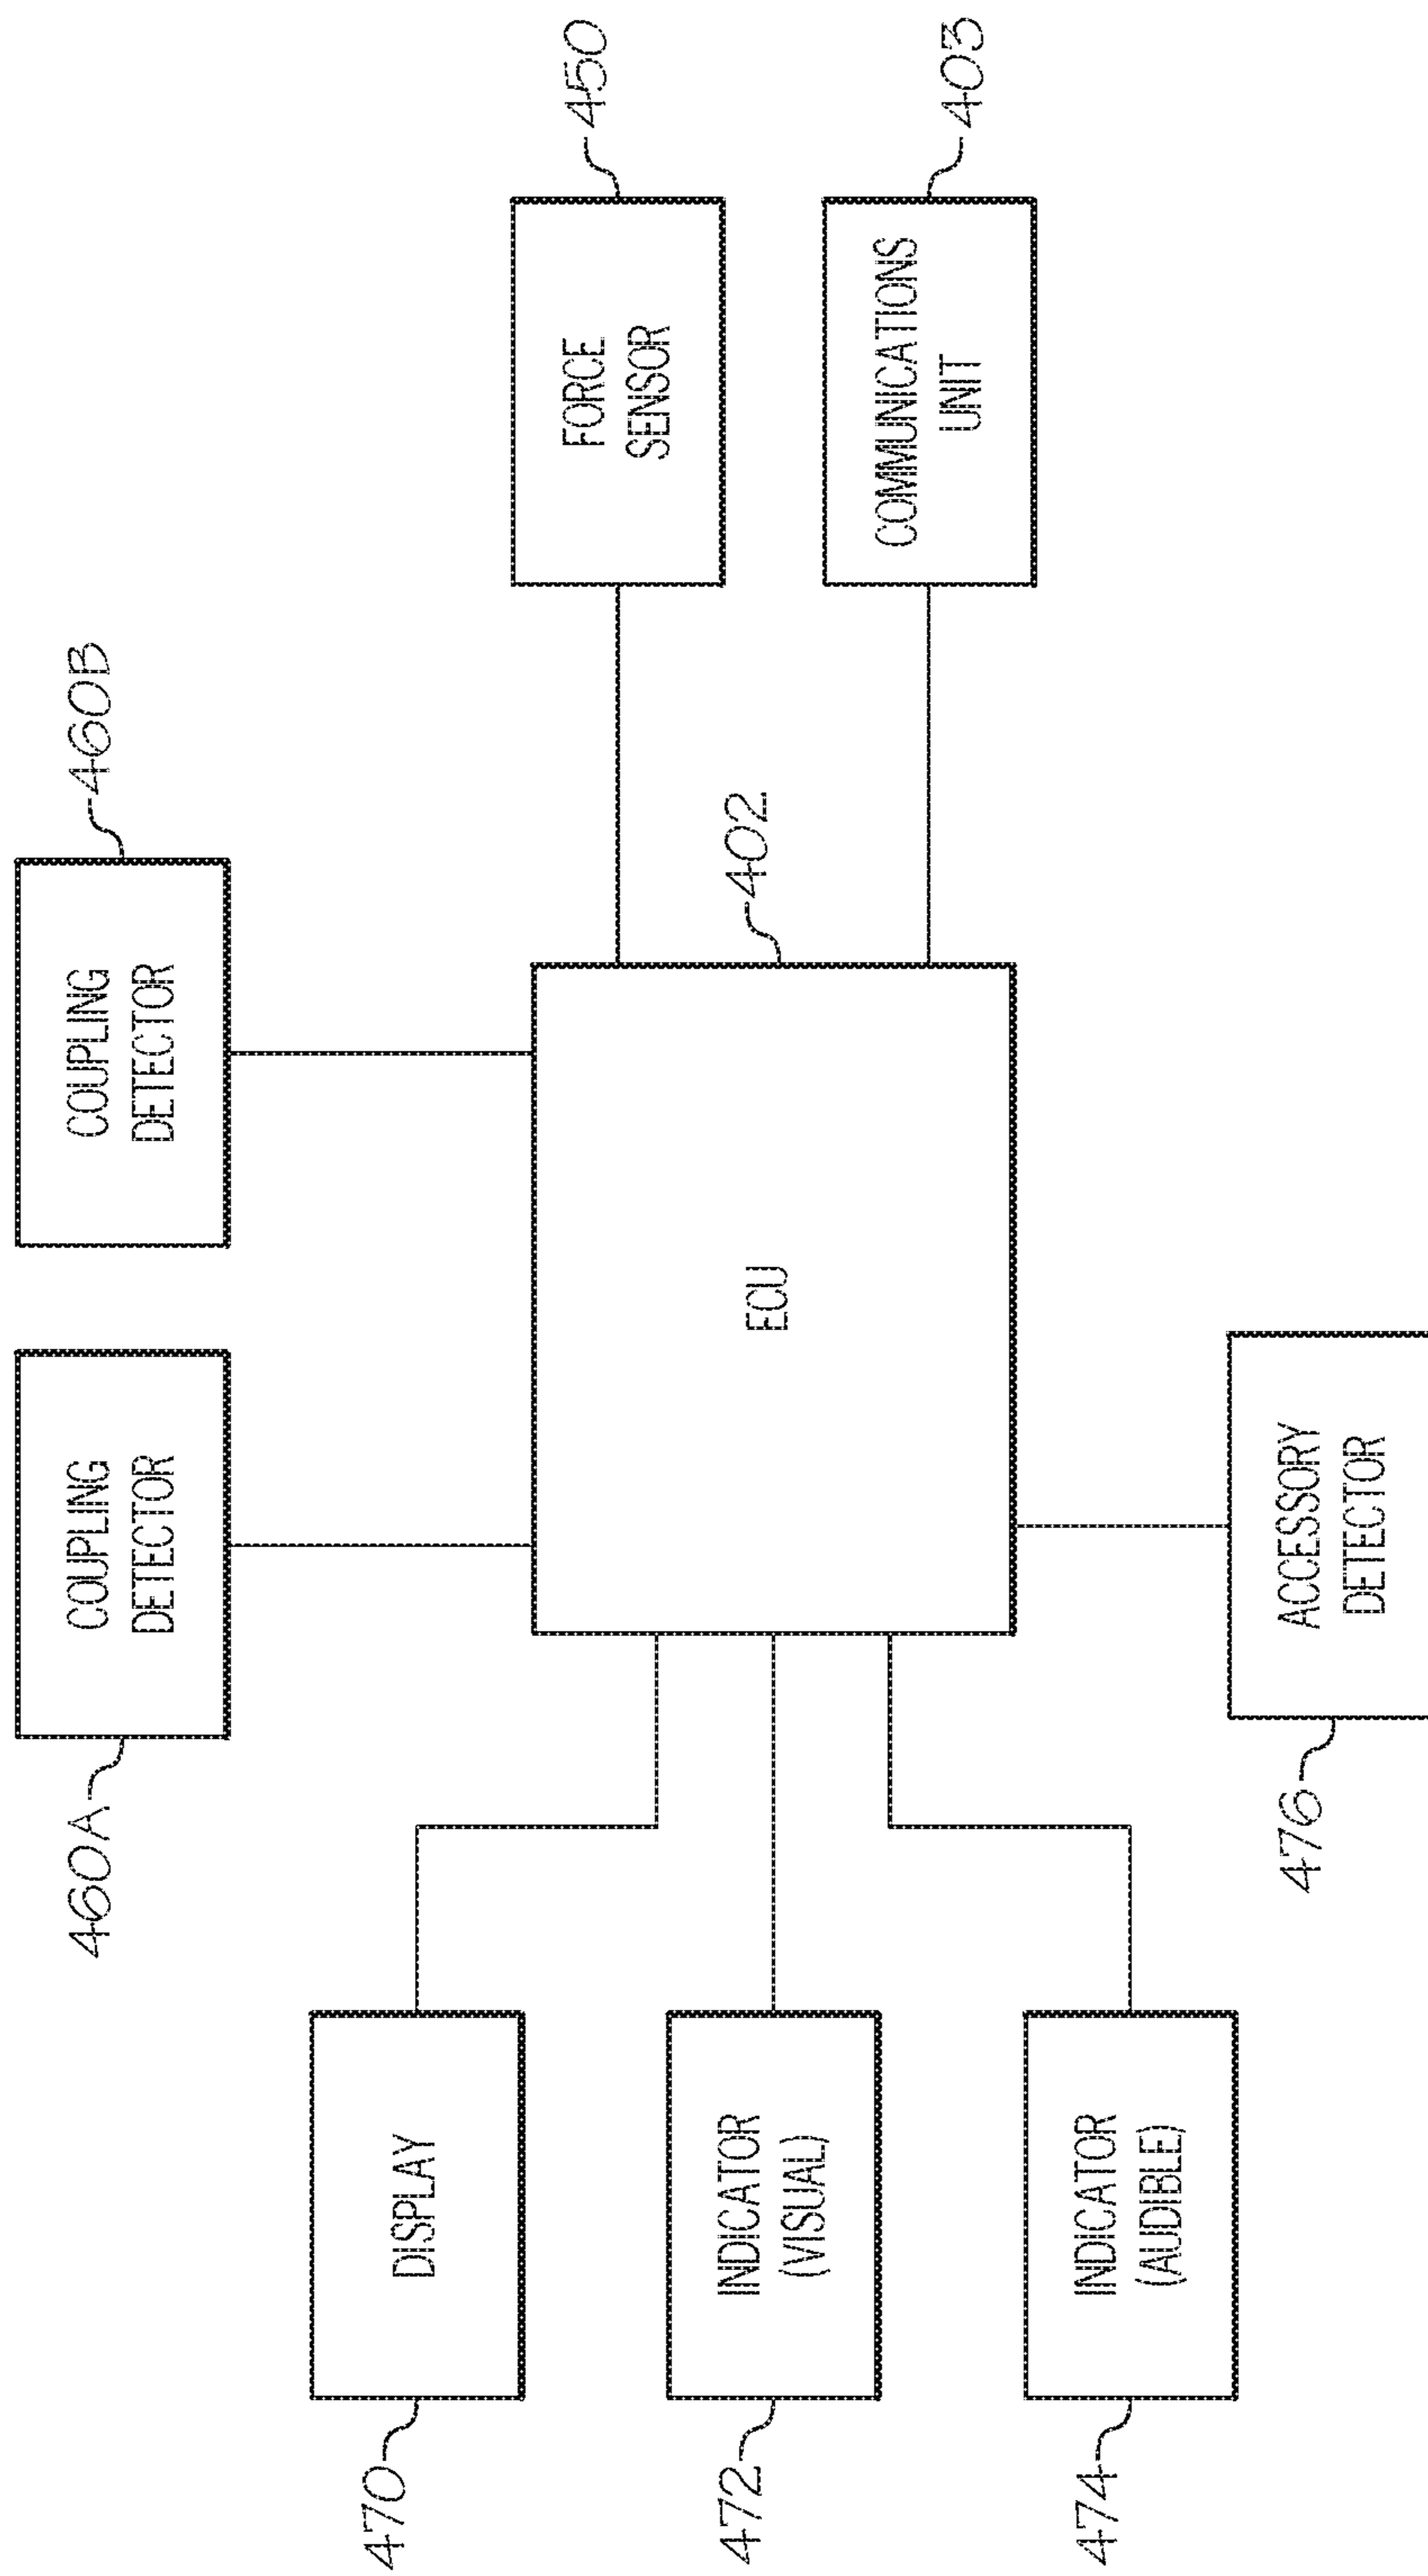 460A
COUPLING
DETECTOR
COUPLING
DETECTOR
460B
470
DISPLAY
402
FORCE
SENSOR
450
472
INDICATOR
(VISUAL)
ECU
COMMUNICATIONS
UNIT
403
474
INDICATOR
(AUDIBLE)
476
ACCESSORY
DETECTOR